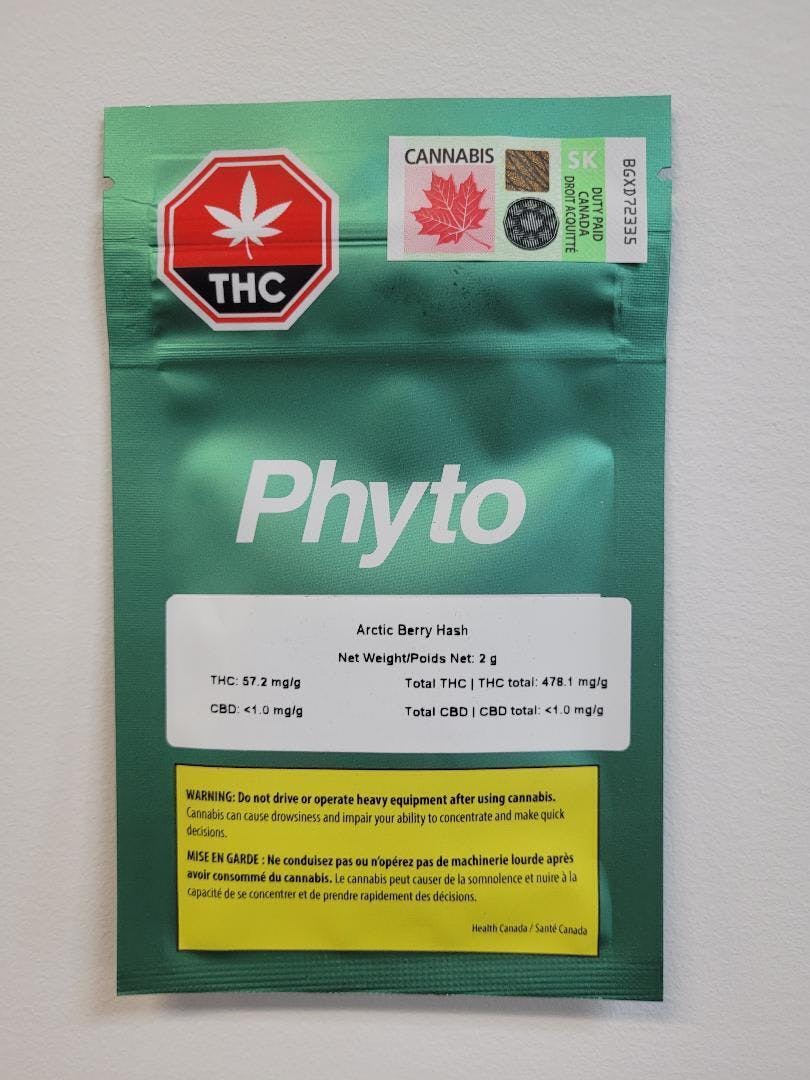 CANNABIS
SK
DUTY PAID
CANADA
DROIT ACQUITTÉ
BGXD72335
THC
Phyto
Arctic Berry Hash
Net Weight/Poids Net: 2 g
THC: 57.2 mg/g Total THC | THC total: 478.1 mg/g
CBD: <1.0 mg/g Total CBD | CBD total: <1.0 mg/g
WARNING: Do not drive or operate heavy equipment after using cannabis.
Cannabis can cause drowsiness and impair your ability to concentrate and make quick
decisions.
MISE EN GARDE : Ne conduisez pas ou n’opérez pas de machinerie lourde après
avoir consommé du cannabis. Le cannabis peut causer de la somnolence et nuire à la
capacité de se concentrer et de prendre rapidement des décisions.
Health Canada / Santé Canada